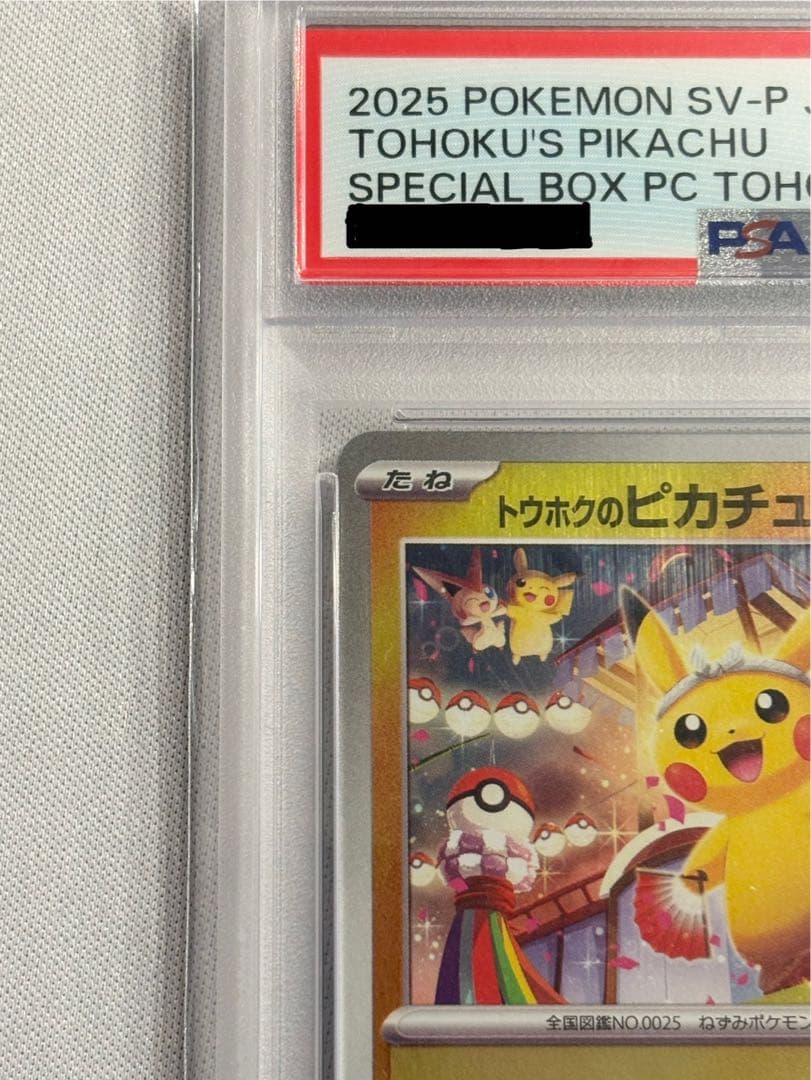 2025 POKEMON SV-P
TOHOKU'S PIKACHU
SPECIAL BOX PC TOHO
PSA
たね
トウホクのピカチュ
全国図鑑NO.0025 ねずみポケモン